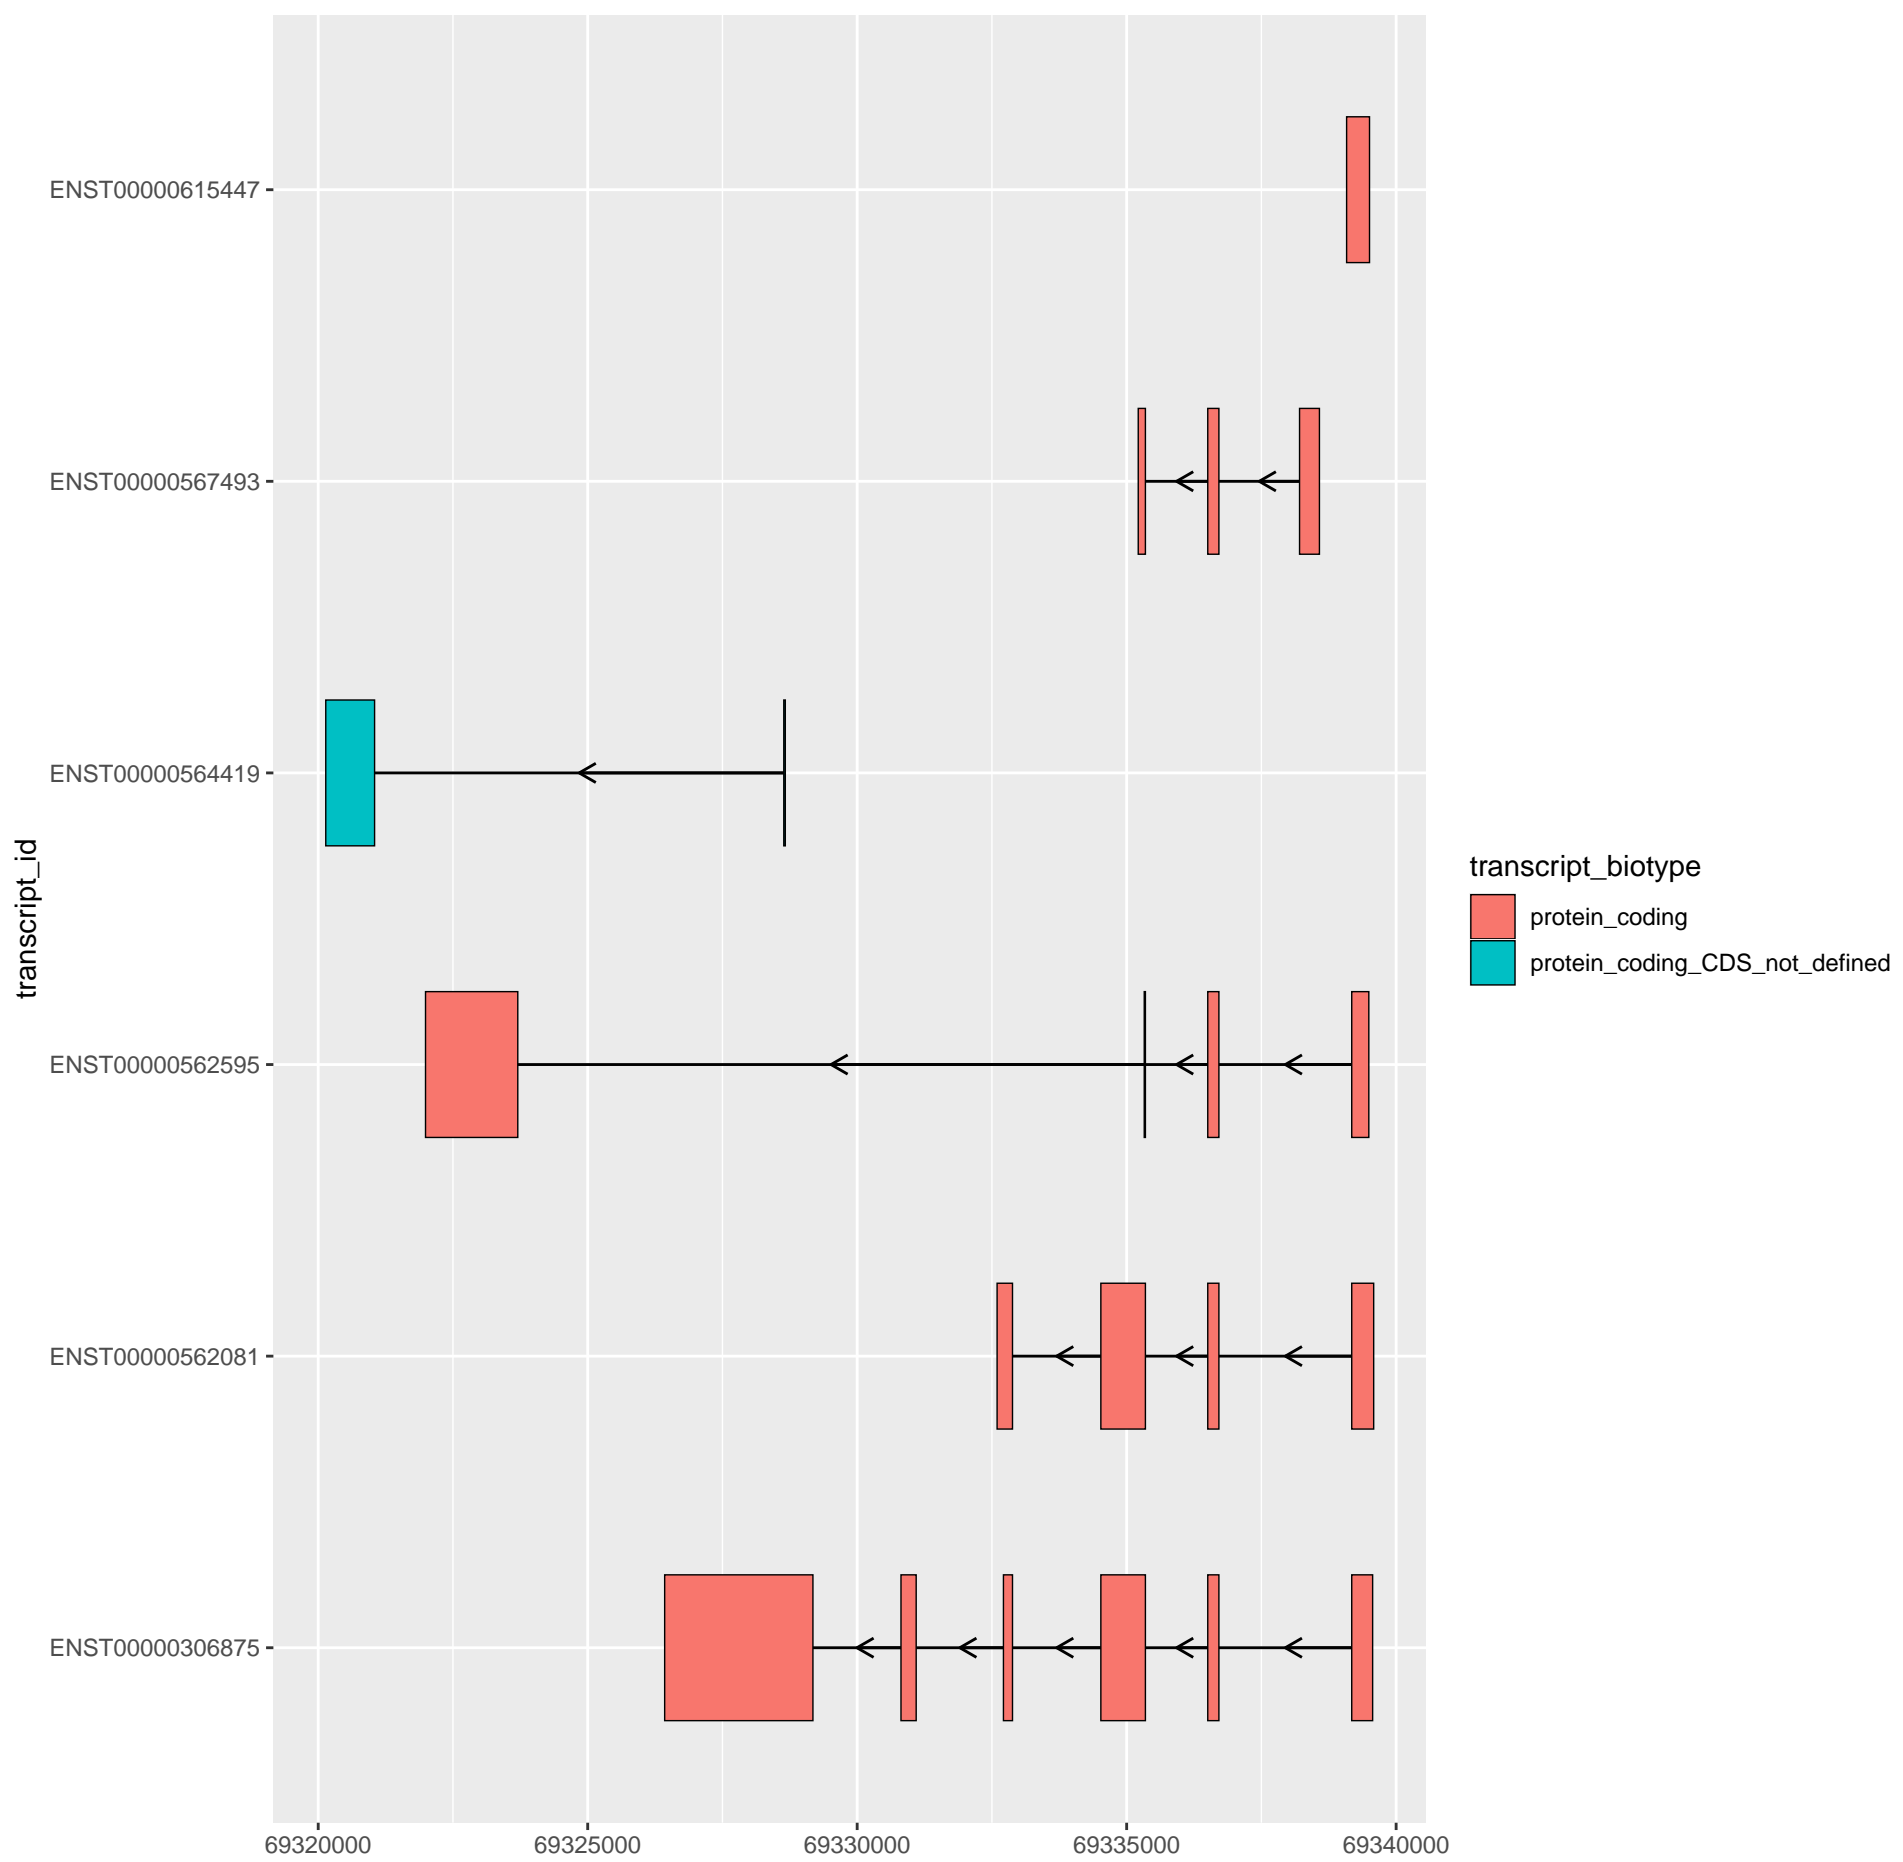 ENST00000615447
ENST00000567493
ENST00000564419
ENST00000562595
ENST00000562081
ENST00000306875
transcript_id
69320000
69325000
69330000
69335000
69340000
transcript_biotype
protein_coding
protein_coding_CDS_not_defined